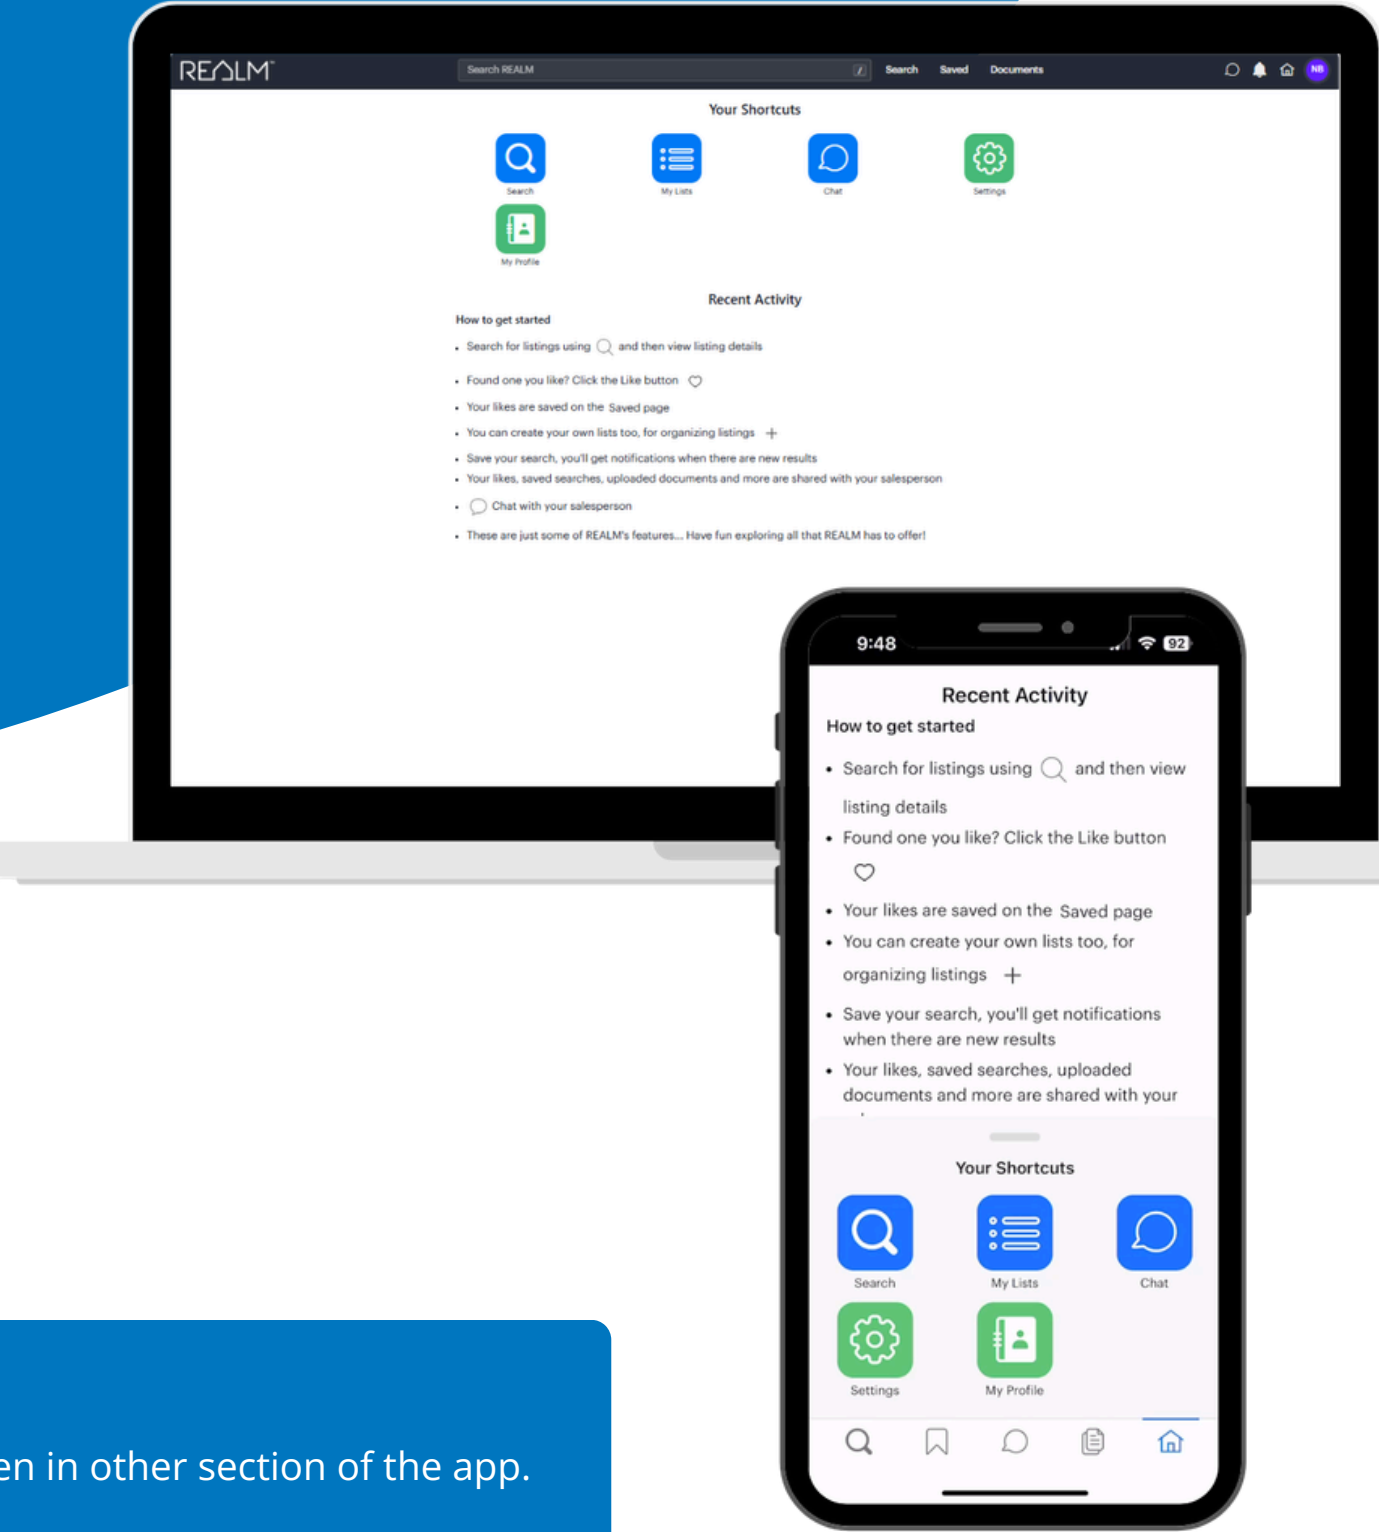 REALM™
Search REALM / Search Saved Documents NB
Your Shortcuts
Search My Lists Chat Settings
My Profile
Recent Activity
How to get started
• Search for listings using and then view listing details
• Found one you like? Click the Like button
• Your likes are saved on the Saved page
• You can create your own lists too, for organizing listings +
• Save your search, you'll get notifications when there are new results
• Your likes, saved searches, uploaded documents and more are shared with your salesperson
• Chat with your salesperson
• These are just some of REALM's features... Have fun exploring all that REALM has to offer!
9:48 92
Recent Activity
How to get started
• Search for listings using and then view
listing details
• Found one you like? Click the Like button
• Your likes are saved on the Saved page
• You can create your own lists too, for
organizing listings +
• Save your search, you'll get notifications
when there are new results
• Your likes, saved searches, uploaded
documents and more are shared with your
Your Shortcuts
Search My Lists Chat
Settings My Profile
en in other section of the app.